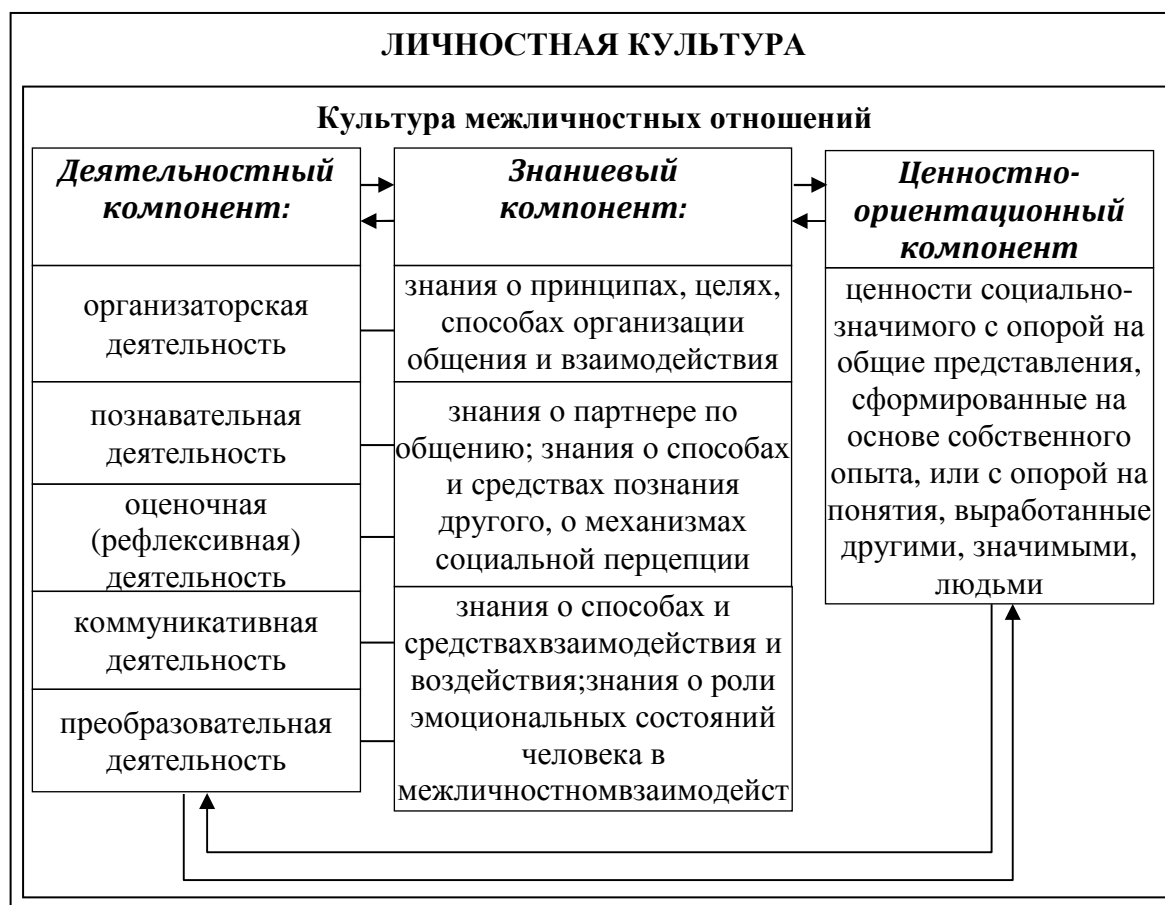 ЛИЧНОСТНАЯ КУЛЬТУРА
Культура межличностных отношений
Деятельностный
компонент:
организаторская
деятельность
познавательная
деятельность
оценочная
(рефлексивная)
деятельность
коммуникативная
деятельность
преобразовательная
деятельность
Знаниевый
компонент:
знания о принципах, целях,
способах организации
общения и взаимодействия
знания о партнере по
общению; знания о способах
и средствах познания
другого, о механизмах
социальной перцепции
знания о способах и
средствахвзаимодействия и
воздействия;знания о роли
эмоциональных состояний
человека в
межличностномвзаимодейст
Ценностно-
ориентационный
компонент
ценности социально-
значимого с опорой на
общие представления,
сформированные на
основе собственного
опыта, или с опорой на
понятия, выработанные
другими, значимыми,
людьми